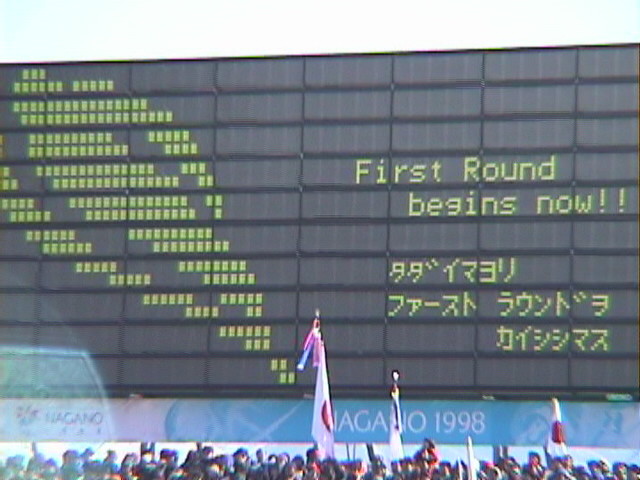 First Round
begins now!!
タダイマヨリ
ファースト ラウンドヲ
カイシシマス
NAGANO
NAGANO 1998